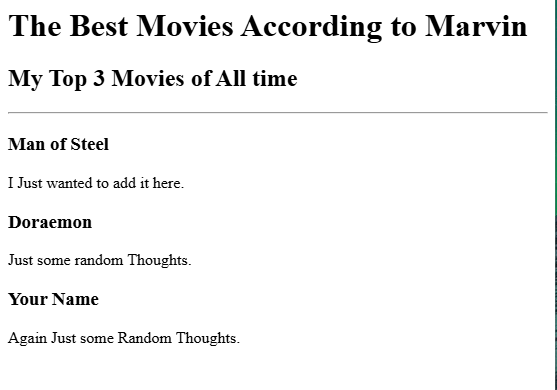 The Best Movies According to Marvin
My Top 3 Movies of All time
Man of Steel
I Just wanted to add it here.
Doraemon
Just some random Thoughts.
Your Name
Again Just some Random Thoughts.